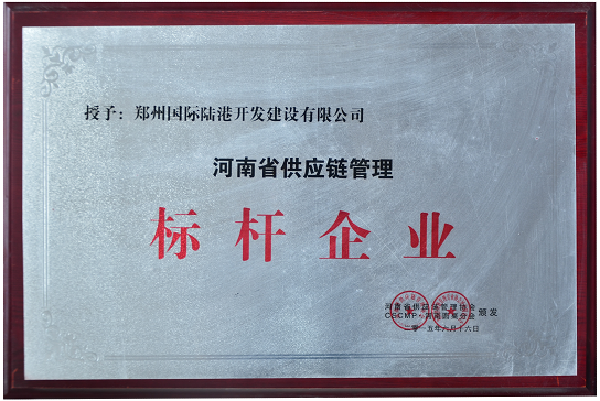 授予：郑州国际陆港开发建设有限公司
河南省供应链管理
标杆企业
河南省供应链管理协会
CSCMP·河南圆桌分会 颁发
二零一五年六月十六日